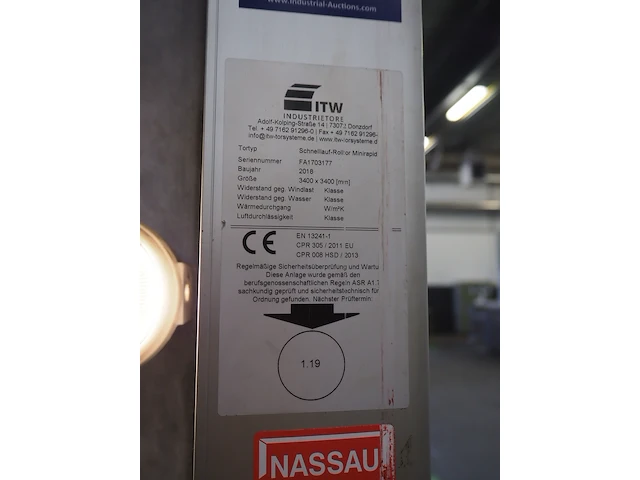 www.Industrial-Auctions.com
ITW
INDUSTRIETORE
Adolf-Kolping-Straße 14 | 73072 Donzdorf
Tel. + 49 7162 91296-0 | Fax + 49 7162 91296-
info@itw-torsysteme.de | www.itw-torsysteme.d
Tortyp Schnelllauf-Rolltor Minirapid
Seriennummer FA1703177
Baujahr 2018
Größe 3400 x 3400 [mm]
Widerstand geg. Windlast Klasse
Widerstand geg. Wasser Klasse
Wärmedurchgang W/m²K
Luftdurchlässigkeit Klasse
CE
EN 13241-1
CPR 305 / 2011 EU
CPR 008 HSD / 2013
Regelmäßige Sicherheitsüberprüfung und Wartu
Diese Anlage wurde gemäß den
berufsgenossenschaftlichen Regeln ASR A1.7
sachkundig geprüft und sicherheitstechnisch für
Ordnung gefunden. Nächster Prüftermin
1.19
NASSAU